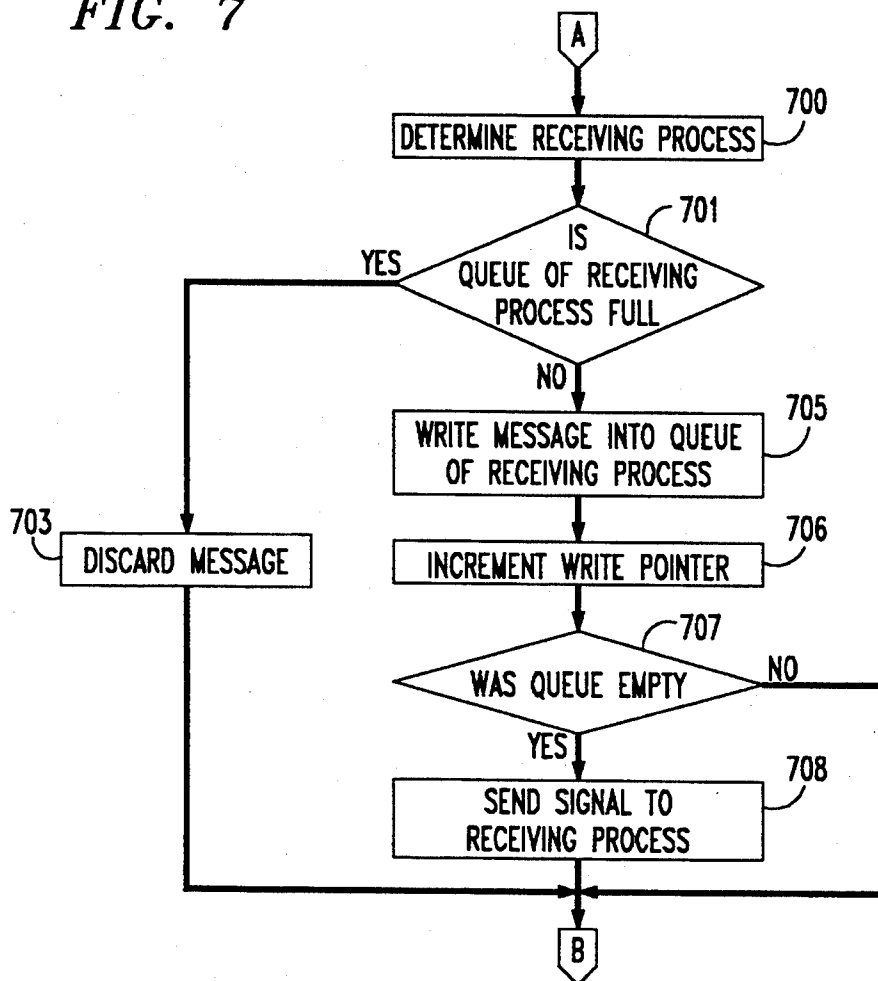 FIG. 7
A
700
DETERMINE RECEIVING PROCESS
701
IS
QUEUE OF RECEIVING
PROCESS FULL
YES
NO
705
WRITE MESSAGE INTO QUEUE
OF RECEIVING PROCESS
703
DISCARD MESSAGE
706
INCREMENT WRITE POINTER
707
WAS QUEUE EMPTY
NO
YES
708
SEND SIGNAL TO
RECEIVING PROCESS
B